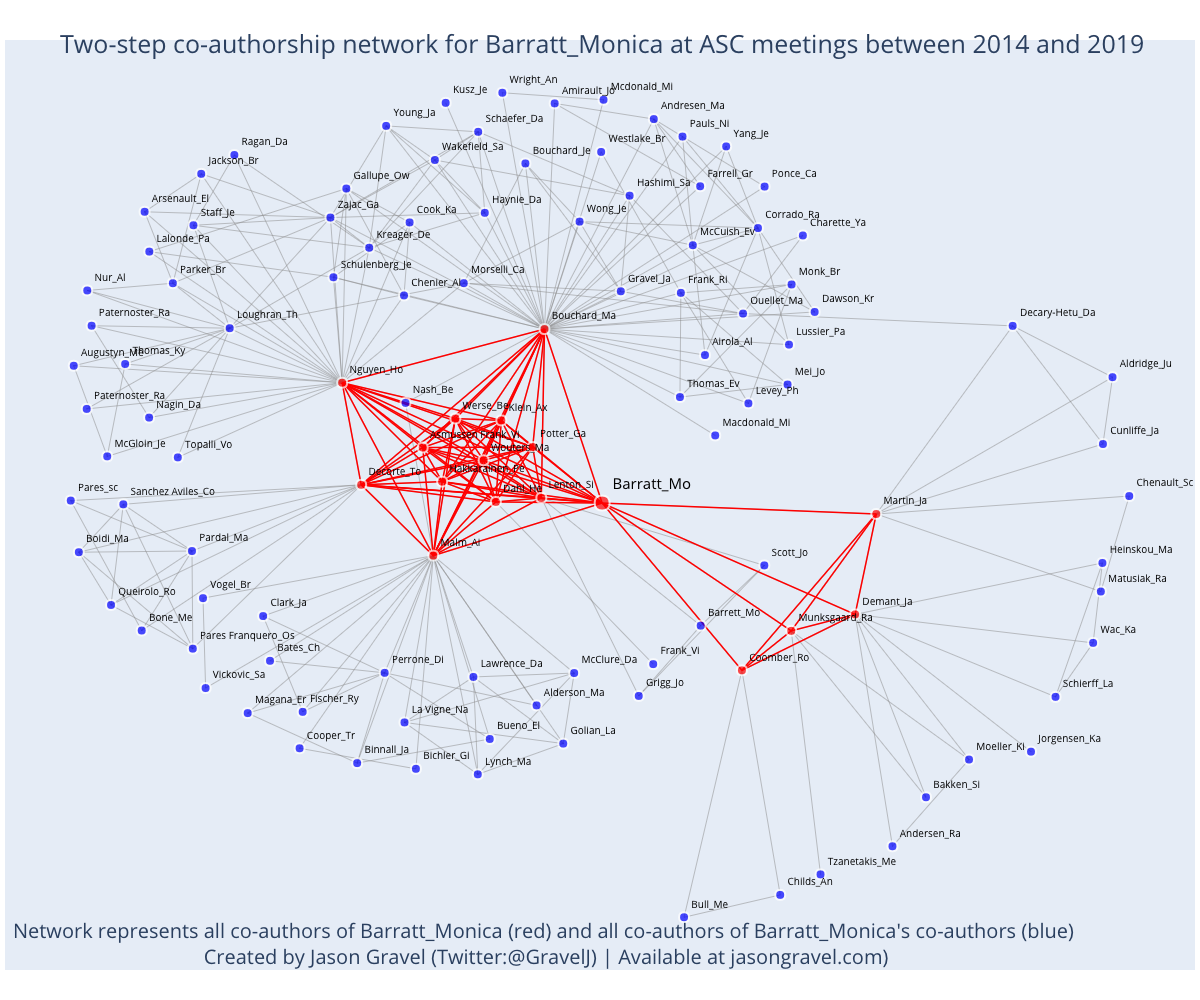 Two-step co-authorship network for Barratt_Monica at ASC meetings between 2014 and 2019
Wright_An
Kusz_Je
Amirault_Jo
Mcdonald_Mi
Young_Ja
Schaefer_Da
Andresen_Ma
Pauls_Ni
Ragan_Da
Wakefield_Sa
Bouchard_Je
Westlake_Br
Yang_Je
Jackson_Br
Gallupe_Ow
Hashimi_Sa
Farrell_Gr
Ponce_Ca
Arsenault_El
Staff_Je
Zajac_Ga
Cook_Ka
Haynie_Da
Wong_Je
Corrado_Ra
Charette_Ya
Lalonde_Pa
Kreager_De
McCuish_Ev
Parker_Br
Schulenberg_Je
Morselli_Ca
Nur_Al
Chenier_Al
Gravel_Ja
Frank_Ri
Monk_Br
Paternoster_Ra
Loughran_Th
Bouchard_Ma
Ouellet_Ma
Dawson_Kr
Decary-Hetu_Da
Lussier_Pa
Augustyn_Me
Thomas_Ky
Airola_Al
Nguyen_Ho
Mei_Jo
Aldridge_Ju
Paternoster_Ra
Nagin_Da
Nash_Be
Thomas_Ev
Levey_Ph
Werse_Be
Klein_Ax
McGloin_Je
Topalli_Vo
Asmussen Frank_Vi
Potter_Ga
Macdonald_Mi
Cunliffe_Ja
Wouters_Ma
Decorte_To
Hakkarainen_Pe
Pares_sc
Sanchez Aviles_Co
Dahl_He
Lenton_Si
Barratt_Mo
Martin_Ja
Chenault_Sc
Boidi_Ma
Pardal_Ma
Malm_Ai
Scott_Jo
Heinskou_Ma
Queirolo_Ro
Vogel_Br
Matusiak_Ra
Bone_Me
Clark_Ja
Barrett_Mo
Munksgaard_Ra
Demant_Ja
Pares Franquero_Os
Bates_Ch
Wac_Ka
Vickovic_Sa
Perrone_Di
Lawrence_Da
McClure_Da
Frank_Vi
Coomber_Ro
Magana_Er
Fischer_Ry
Alderson_Ma
Grigg_Jo
Schierff_La
La Vigne_Na
Bueno_El
Cooper_Tr
Golian_La
Binnall_Ja
Bichler_Gi
Lynch_Ma
Moeller_Ki
Jorgensen_Ka
Bakken_Si
Andersen_Ra
Tzanetakis_Me
Childs_An
Bull_Me
Network represents all co-authors of Barratt_Monica (red) and all co-authors of Barratt_Monica's co-authors (blue)
Created by Jason Gravel (Twitter:@GravelJ) | Available at jasongravel.com)